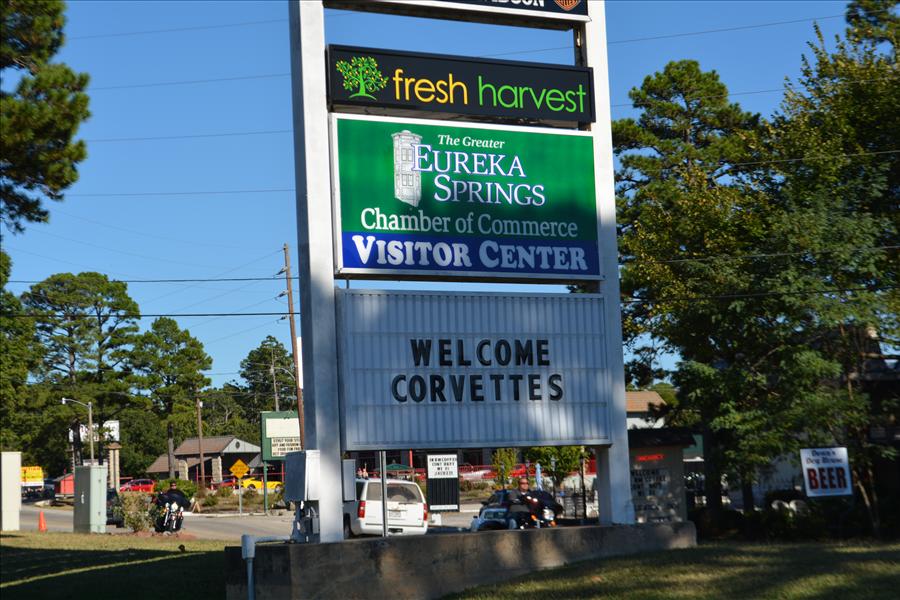 fresh harvest
The Greater
EUREKA
SPRINGS
Chamber of Commerce
VISITOR CENTER
WELCOME
CORVETTES
BEER